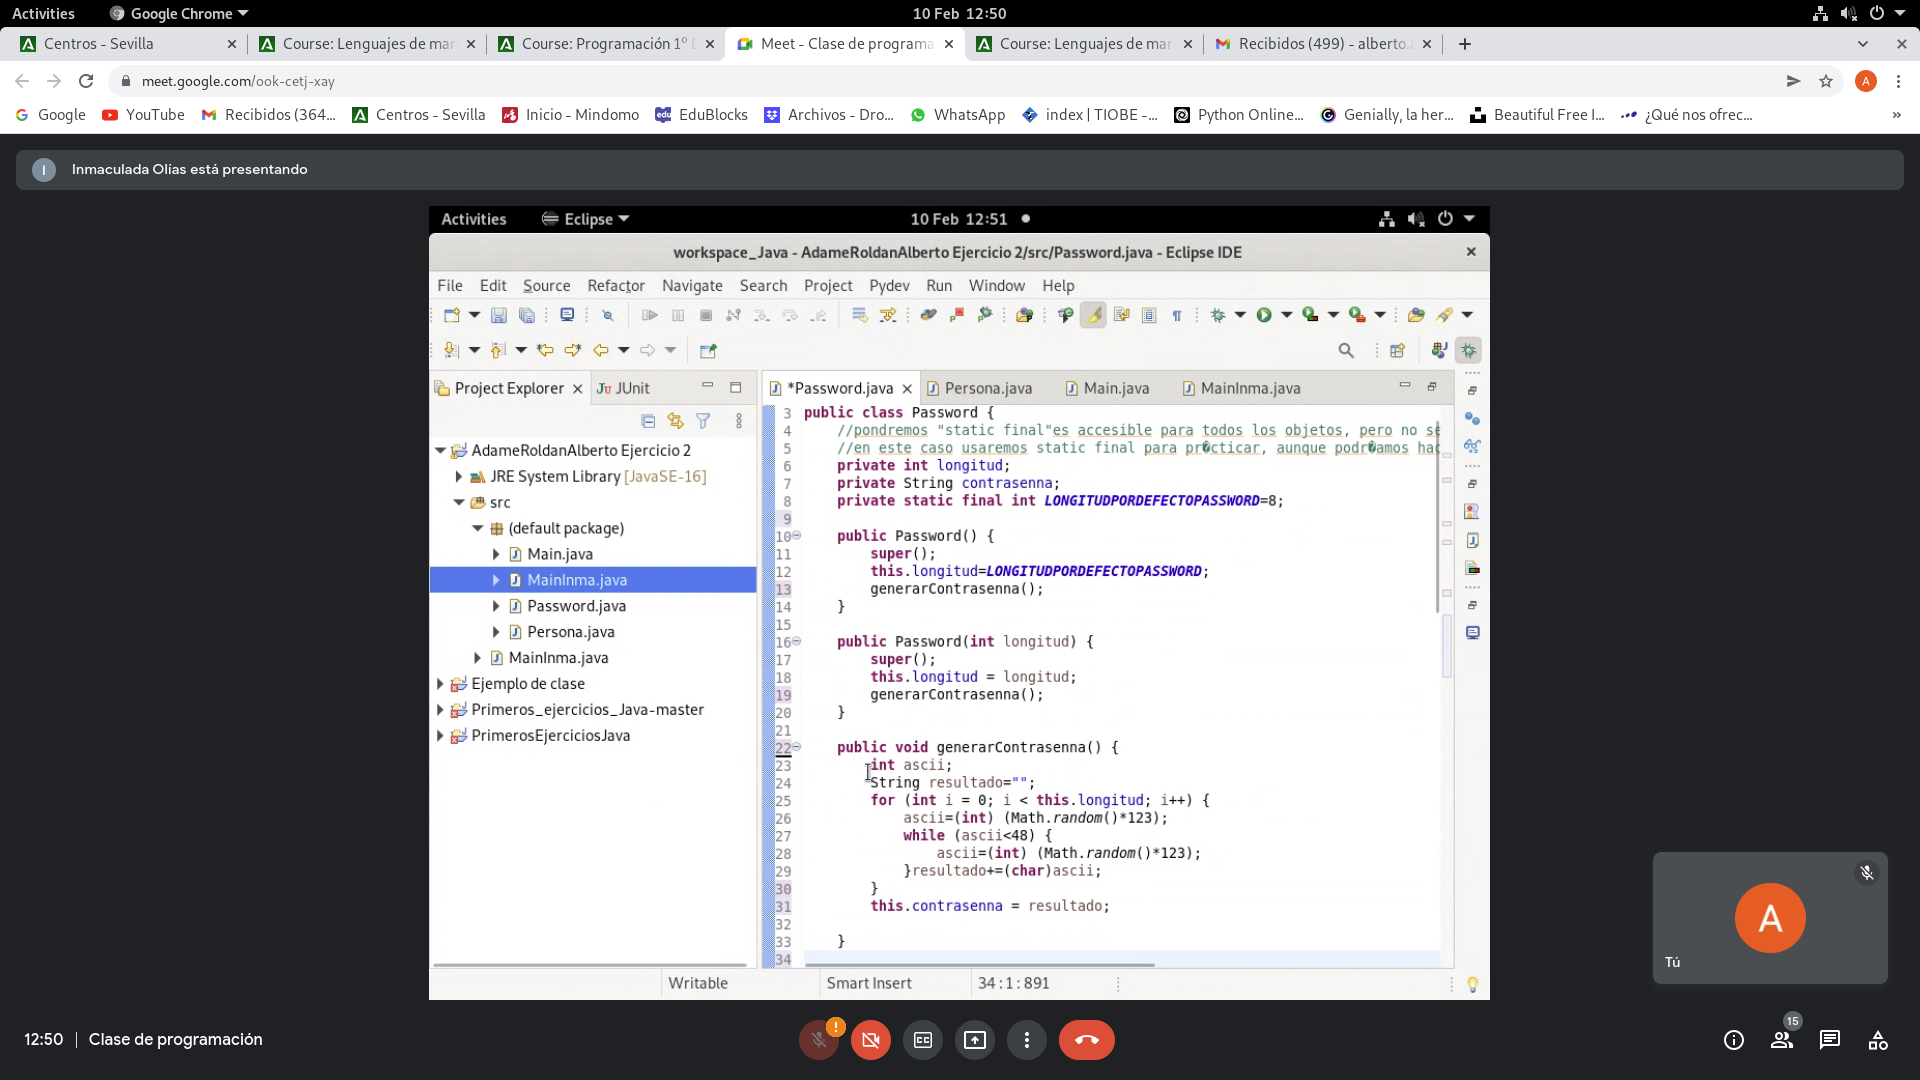 Activities
Google Chrome
10 Feb 12:50
Centros - Sevilla
Course: Lenguajes de mar
Course: Programación 1º
Meet - Clase de programa
Course: Lenguajes de mar
Recibidos (499) - alberto.
meet.google.com/ook-cetj-xay
A
Google
YouTube
Recibidos (364...
Centros - Sevilla
Inicio - Mindomo
EduBlocks
Archivos - Dro...
WhatsApp
index | TIOBE -...
Python Online...
Genially, la her...
Beautiful Free I...
¿Qué nos ofrec...
»
I
Inmaculada Olías está presentando
Activities
Eclipse
10 Feb 12:51
workspace_Java - AdameRoldanAlberto Ejercicio 2/src/Password.java - Eclipse IDE
File Edit Source Refactor Navigate Search Project Pydev Run Window Help
Project Explorer
JUnit
*Password.java
Persona.java
Main.java
MainInma.java
AdameRoldanAlberto Ejercicio 2
JRE System Library [JavaSE-16]
src
(default package)
Main.java
MainInma.java
Password.java
Persona.java
MainInma.java
Ejemplo de clase
Primeros_ejercicios_Java-master
PrimerosEjerciciosJava
3 public class Password {
4 //pondremos "static final"es accesible para todos los objetos, pero no se
5 //en este caso usaremos static final para pr�cticar, aunque podr�amos hac
6 private int longitud;
7 private String contrasenna;
8 private static final int LONGITUDPORDEFECTOPASSWORD=8;
9
10 public Password() {
11 super();
12 this.longitud=LONGITUDPORDEFECTOPASSWORD;
13 generarContrasenna();
14 }
15
16 public Password(int longitud) {
17 super();
18 this.longitud = longitud;
19 generarContrasenna();
20 }
21
22 public void generarContrasenna() {
23 int ascii;
24 String resultado="";
25 for (int i = 0; i < this.longitud; i++) {
26 ascii=(int) (Math.random()*123);
27 while (ascii<48) {
28 ascii=(int) (Math.random()*123);
29 }resultado+=(char)ascii;
30 }
31 this.contrasenna = resultado;
32
33 }
34
Writable
Smart Insert
34 : 1 : 891
A
Tú
12:50
Clase de programación
15